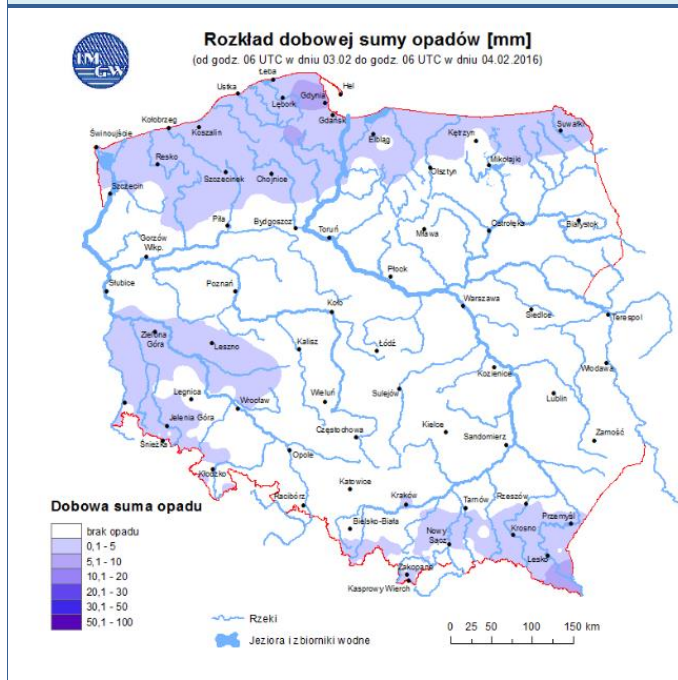 IMGW
Rozkład dobowej sumy opadów [mm]
(od godz. 06 UTC w dniu 03.02 do godz. 06 UTC w dniu 04.02.2016)
Łeba
Hel
Ustka
Gdynia
Lębork
Gdańsk
Kołobrzeg
Koszalin
Suwałki
Świnoujście
Elbląg
Kętrzyn
Resko
Mikołajki
Szczecinek
Chojnice
Olsztyn
Szczecin
Piła
Bydgoszcz
Toruń
Mława
Ostrołęka
Białystok
Gorzów
Wlkp.
Płock
Słubice
Poznań
Koło
Warszawa
Siedlce
Terespol
Zielona
Góra
Leszno
Kalisz
Łódź
Kozienice
Włodawa
Legnica
Wrocław
Wieluń
Sulejów
Lublin
Jelenia Góra
Częstochowa
Kielce
Sandomierz
Zamość
Śnieżka
Opole
Kłodzko
Katowice
Racibórz
Kraków
Tarnów
Rzeszów
Przemyśl
Bielsko-Biała
Nowy
Sącz
Krosno
Lesko
Zakopane
Kasprowy Wierch
Dobowa suma opadu
brak opadu
0,1 - 5
5,1 - 10
10,1 - 20
20,1 - 30
30,1 - 50
50,1 - 100
Rzeki
Jeziora i zbiorniki wodne
0 25 50 100 150 km